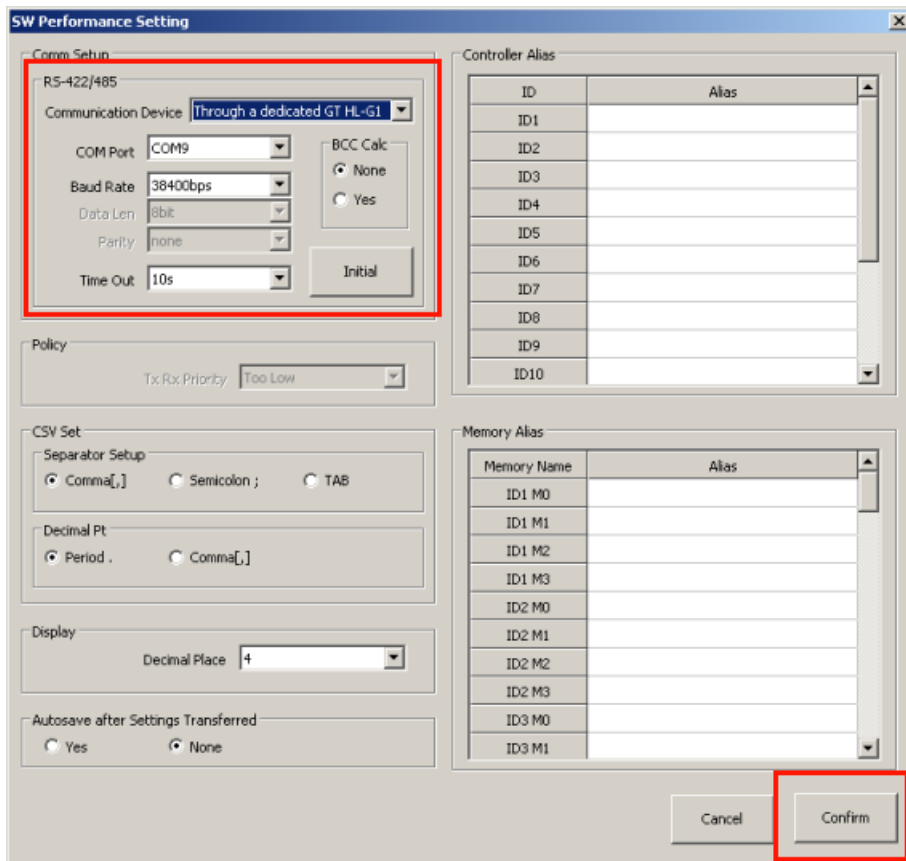 SW Performance Setting
Comm Setup
RS-422/485
Communication Device Through a dedicated GT HL-G1
COM Port COM9
Baud Rate 38400bps
Data Len 8bit
Parity none
Time Out 10s
BCC Calc
None
Yes
Initial
Policy
Tx Rx Priority Too Low
CSV Set
Separator Setup
Comma[,] Semicolon ; TAB
Decimal Pt
Period . Comma[,]
Display
Decimal Place 4
Autosave after Settings Transferred
Yes None
Controller Alias
ID Alias
ID1
ID2
ID3
ID4
ID5
ID6
ID7
ID8
ID9
ID10
Memory Alias
Memory Name Alias
ID1 M0
ID1 M1
ID1 M2
ID1 M3
ID2 M0
ID2 M1
ID2 M2
ID2 M3
ID3 M0
ID3 M1
Cancel Confirm